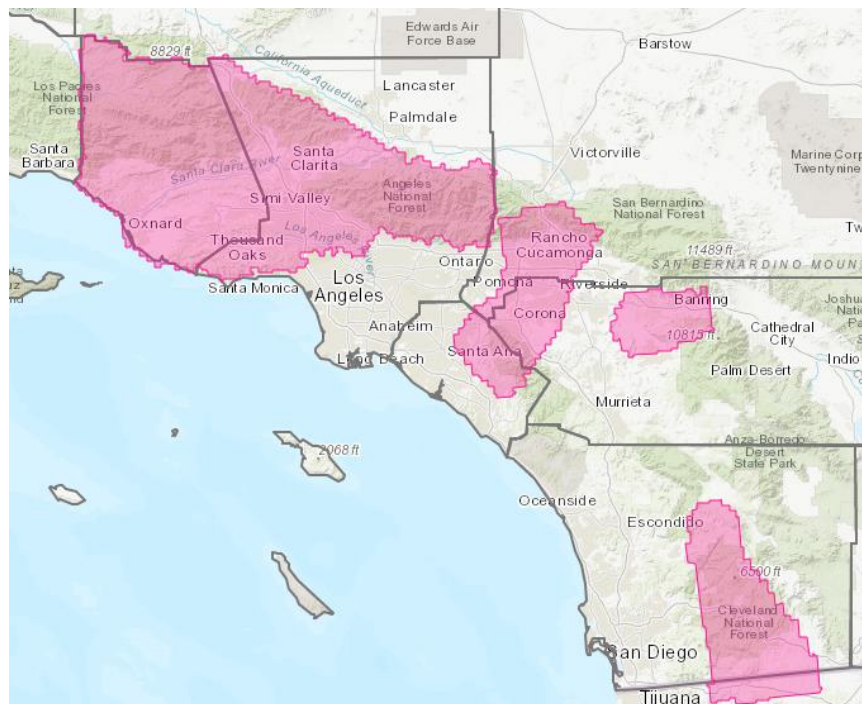 Edwards Air
Force Base
Barstow
8829 ft
California Aqueduct
Los Padres
National
Forest
Lancaster
Palmdale
Santa
Barbara
Santa
Clarita
Victorville
Marine Corp
Twentynine
Santa Clara River
Simi Valley
Angeles
National
Forest
San Bernardino
National Forest
Oxnard
Thousand
Oaks
Los Angeles
River
Rancho
Cucamonga
11489 ft
Tw
Ontario
SAN BERNARDINO MOUN
Santa Monica
Los
Angeles
Pomona
Riverside
Banning
Joshua
Nation
Corona
Anaheim
10815 ft
Cathedral
City
Long Beach
Santa Ana
Indio
Palm Desert
Murrieta
Anza-Borrego
Desert
State Park
2068 ft
Oceanside
Escondido
6500 ft
Cleveland
National
Forest
San Diego
Tijuana